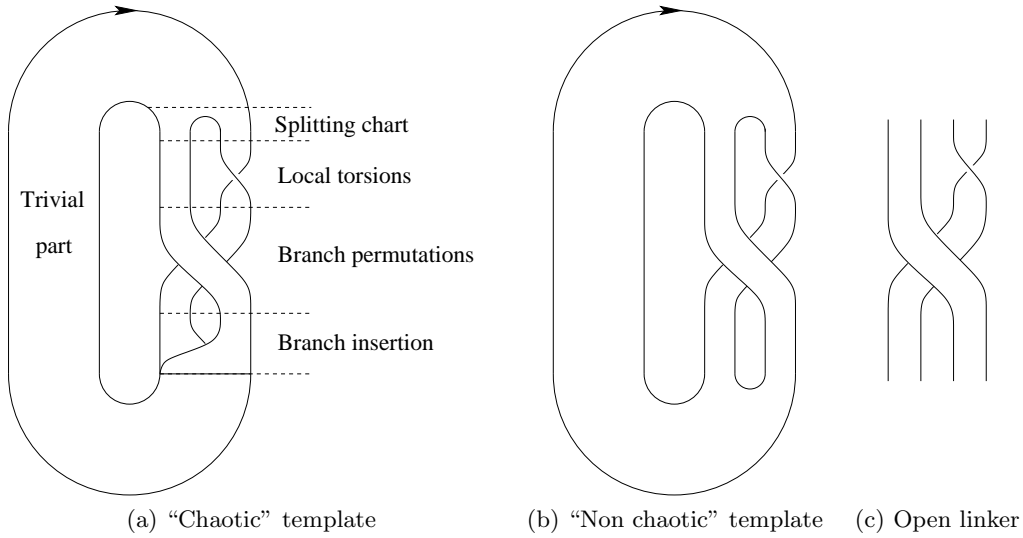 Splitting chart
Local torsions
Trivial
part
Branch permutations
Branch insertion
(a) “Chaotic” template
(b) “Non chaotic” template
(c) Open linker